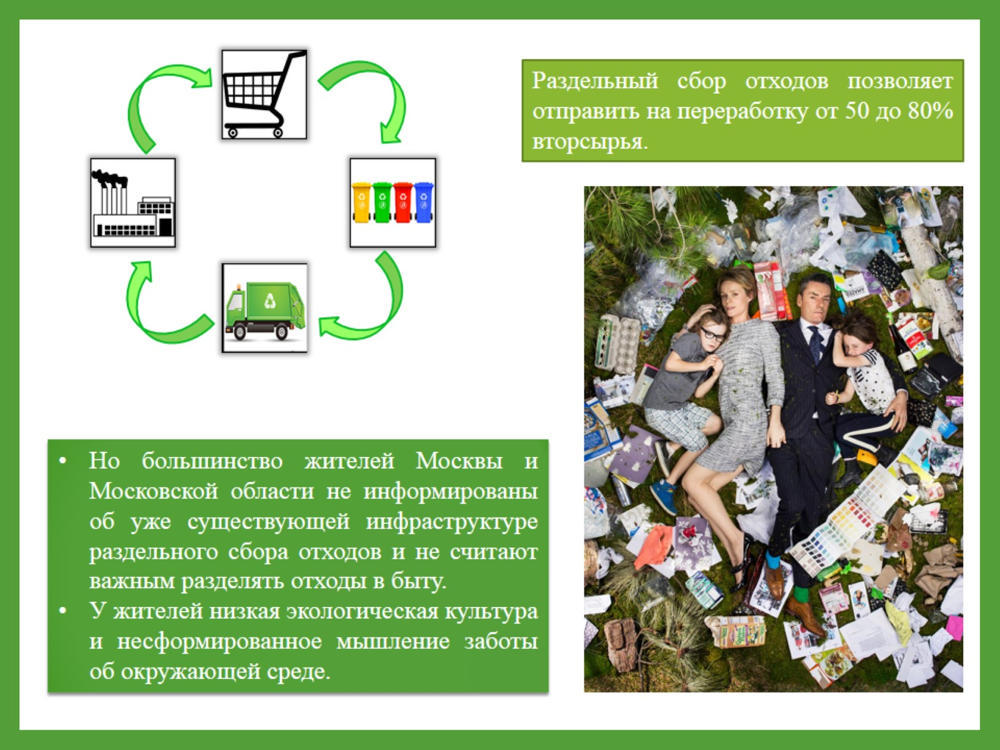 Раздельный сбор отходов позволяет
отправить на переработку от 50 до 80%
вторсырья.
• Но большинство жителей Москвы и
Московской области не информированы
об уже существующей инфраструктуре
раздельного сбора отходов и не считают
важным разделять отходы в быту.
• У жителей низкая экологическая культура
и несформированное мышление заботы
об окружающей среде.